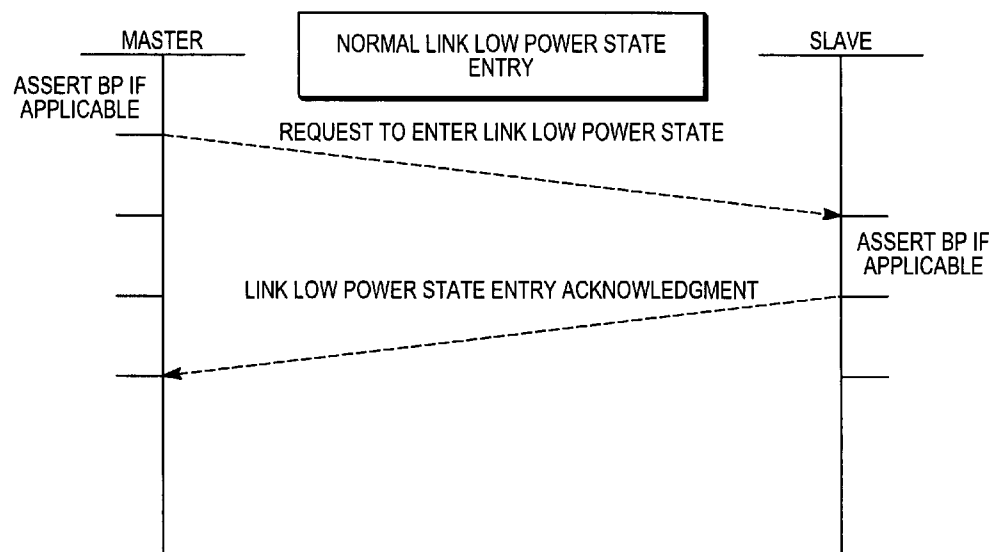 MASTER
NORMAL LINK LOW POWER STATE
ENTRY
SLAVE
ASSERT BP IF
APPLICABLE
REQUEST TO ENTER LINK LOW POWER STATE
ASSERT BP IF
APPLICABLE
LINK LOW POWER STATE ENTRY ACKNOWLEDGMENT